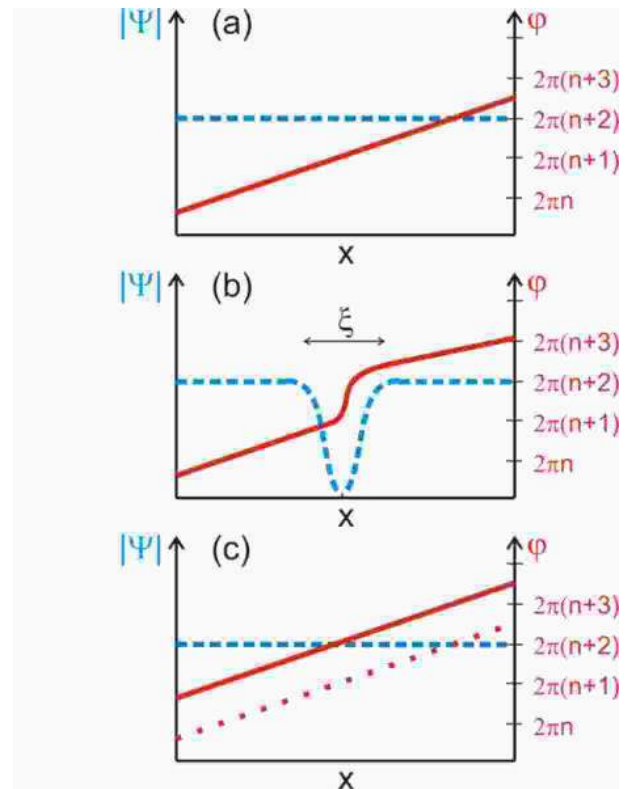 |Ψ| (a) φ
2π(n+3)
2π(n+2)
2π(n+1)
2πn
x
|Ψ| (b) φ
ξ
2π(n+3)
2π(n+2)
2π(n+1)
2πn
x
|Ψ| (c) φ
2π(n+3)
2π(n+2)
2π(n+1)
2πn
x